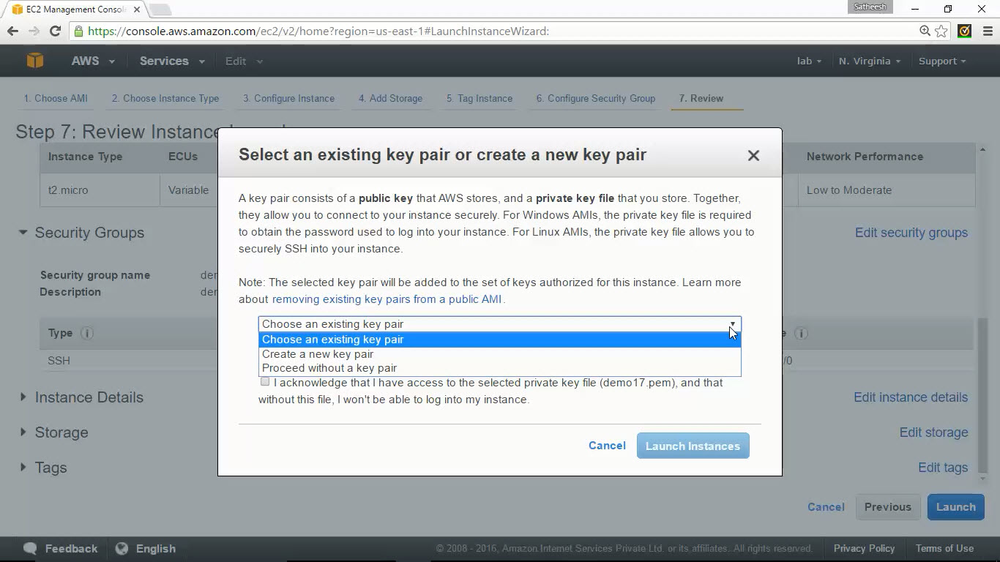 EC2 Management Conso
Satheesh
https://console.aws.amazon.com/ec2/v2/home?region=us-east-1#LaunchInstanceWizard:
AWS Services Edit lab N. Virginia Support
1. Choose AMI 2. Choose Instance Type 3. Configure Instance 4. Add Storage 5. Tag Instance 6. Configure Security Group 7. Review
Step 7: Review Instance
Instance Type ECUs Network Performance
t2.micro Variable Low to Moderate
Security Groups Edit security groups
Security group name
Description
Type
SSH /0
Instance Details Edit instance details
Storage Edit storage
Tags Edit tags
Select an existing key pair or create a new key pair
A key pair consists of a public key that AWS stores, and a private key file that you store. Together,
they allow you to connect to your instance securely. For Windows AMIs, the private key file is required
to obtain the password used to log into your instance. For Linux AMIs, the private key file allows you to
securely SSH into your instance.
Note: The selected key pair will be added to the set of keys authorized for this instance. Learn more
about removing existing key pairs from a public AMI.
Choose an existing key pair
Choose an existing key pair
Create a new key pair
Proceed without a key pair
I acknowledge that I have access to the selected private key file (demo17.pem), and that
without this file, I won't be able to log into my instance.
Cancel Launch Instances
Cancel Previous Launch
Feedback English © 2008 - 2016, Amazon Internet Services Private Ltd. or its affiliates. All rights reserved. Privacy Policy Terms of Use